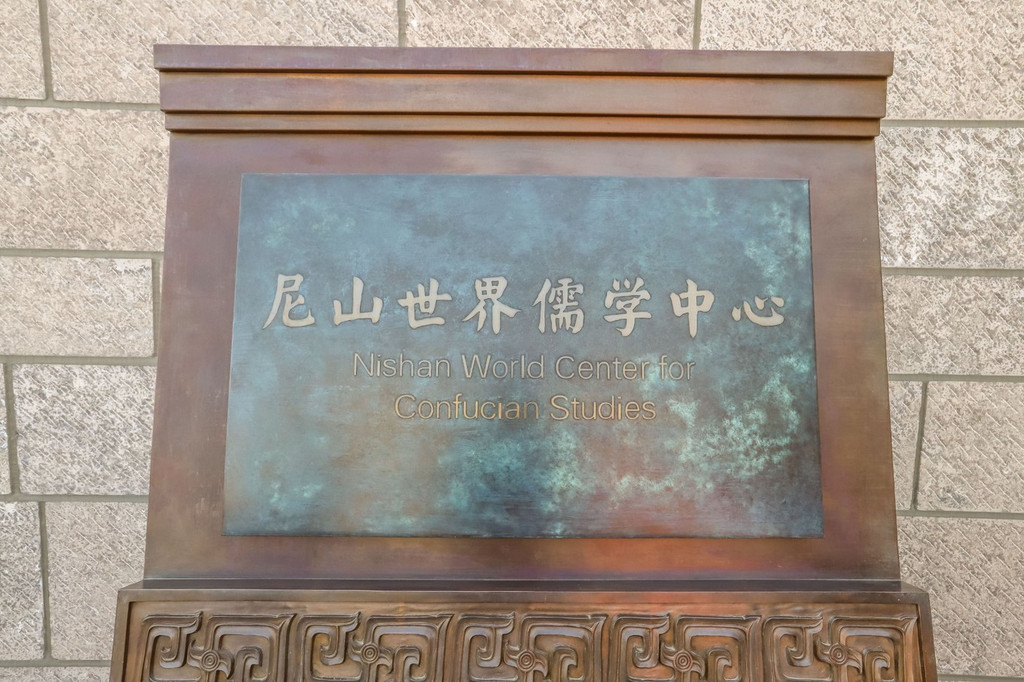 尼山世界儒学中心
Nishan World Center for
Confucian Studies